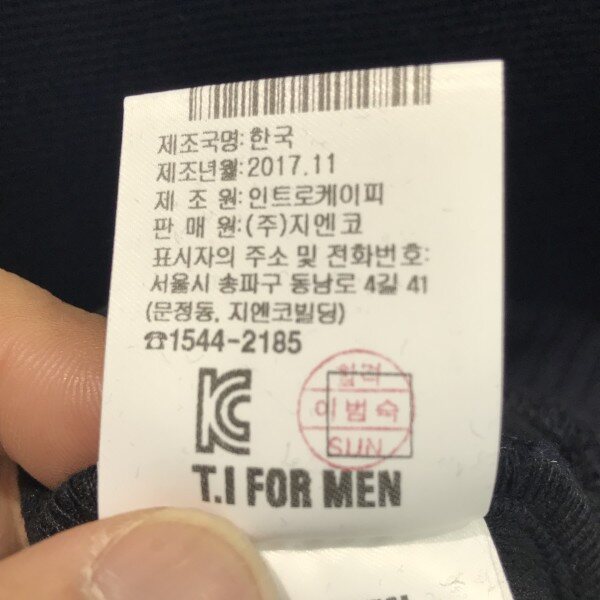 제조국명:한국
제조년월:2017.11
제 조 원:인트로케이피
판 매 원:(주)지엔코
표시자의 주소 및 전화번호:
서울시 송파구 동남로 4길 41
(문정동, 지엔코빌딩)
☎1544-2185
이범숙
SUN
T.I FOR MEN